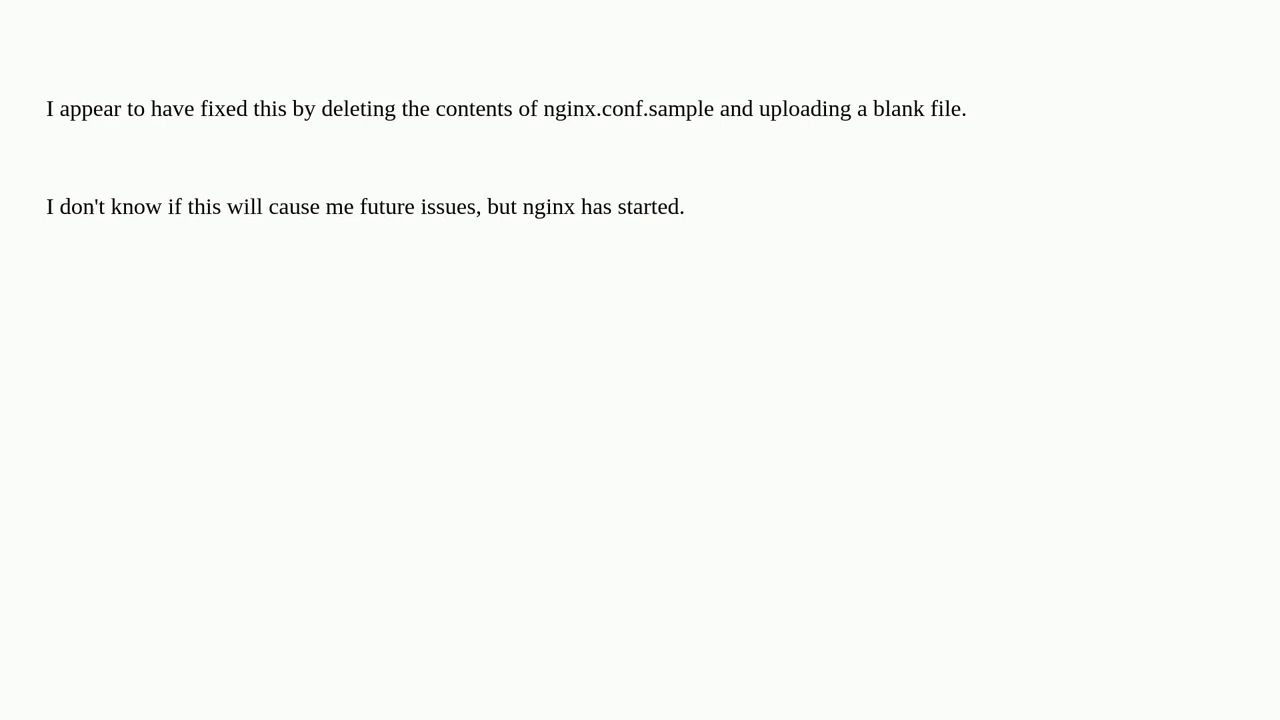 I appear to have fixed this by deleting the contents of nginx.conf.sample and uploading a blank file.
I don't know if this will cause me future issues, but nginx has started.